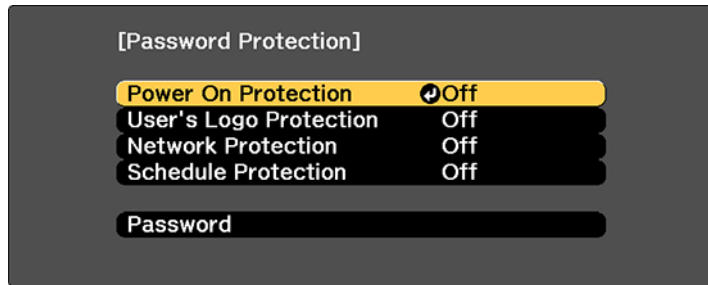 [Password Protection]
Power On Protection Off
User's Logo Protection Off
Network Protection Off
Schedule Protection Off
Password